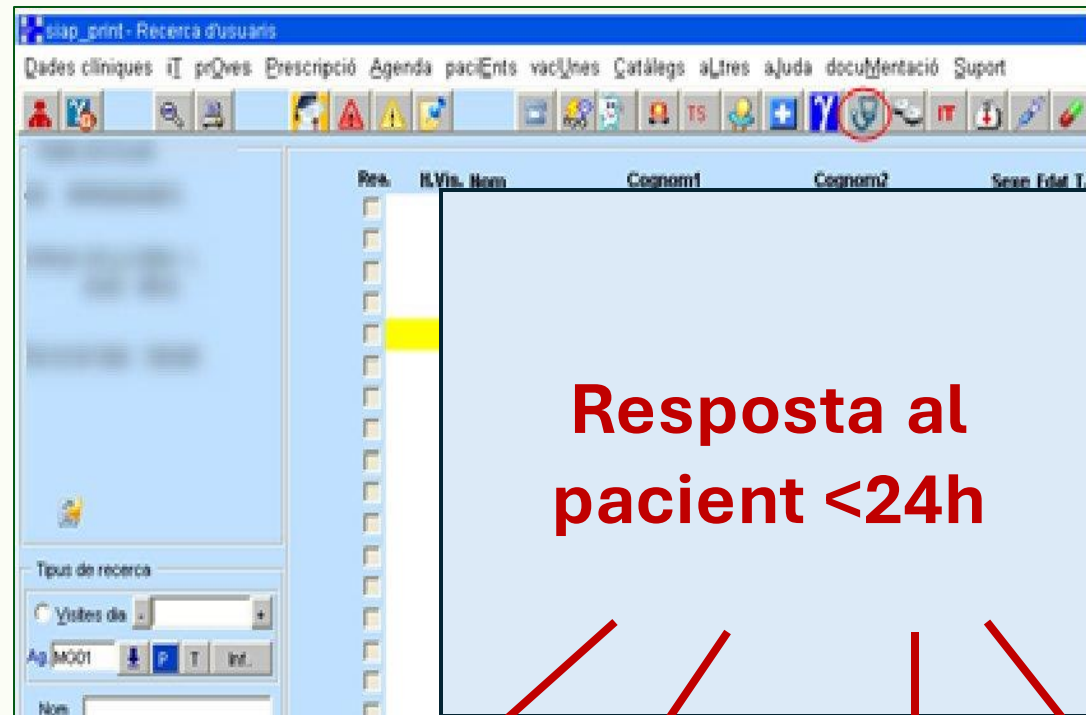 siap_print - Recerca d'usuaris
Dades clíniques iT prOves Prescripció Agenda paciEnts vacUnes Catàlegs aLtres aJuda docuMentació Suport
TS IT
Rea. H.Vis. Nom Cognom1 Cognom2 Sexe Edat T.
Resposta al
pacient <24h
Tipus de recerca
Visites dia - +
Ag. MG01 P T Inf.
Nom